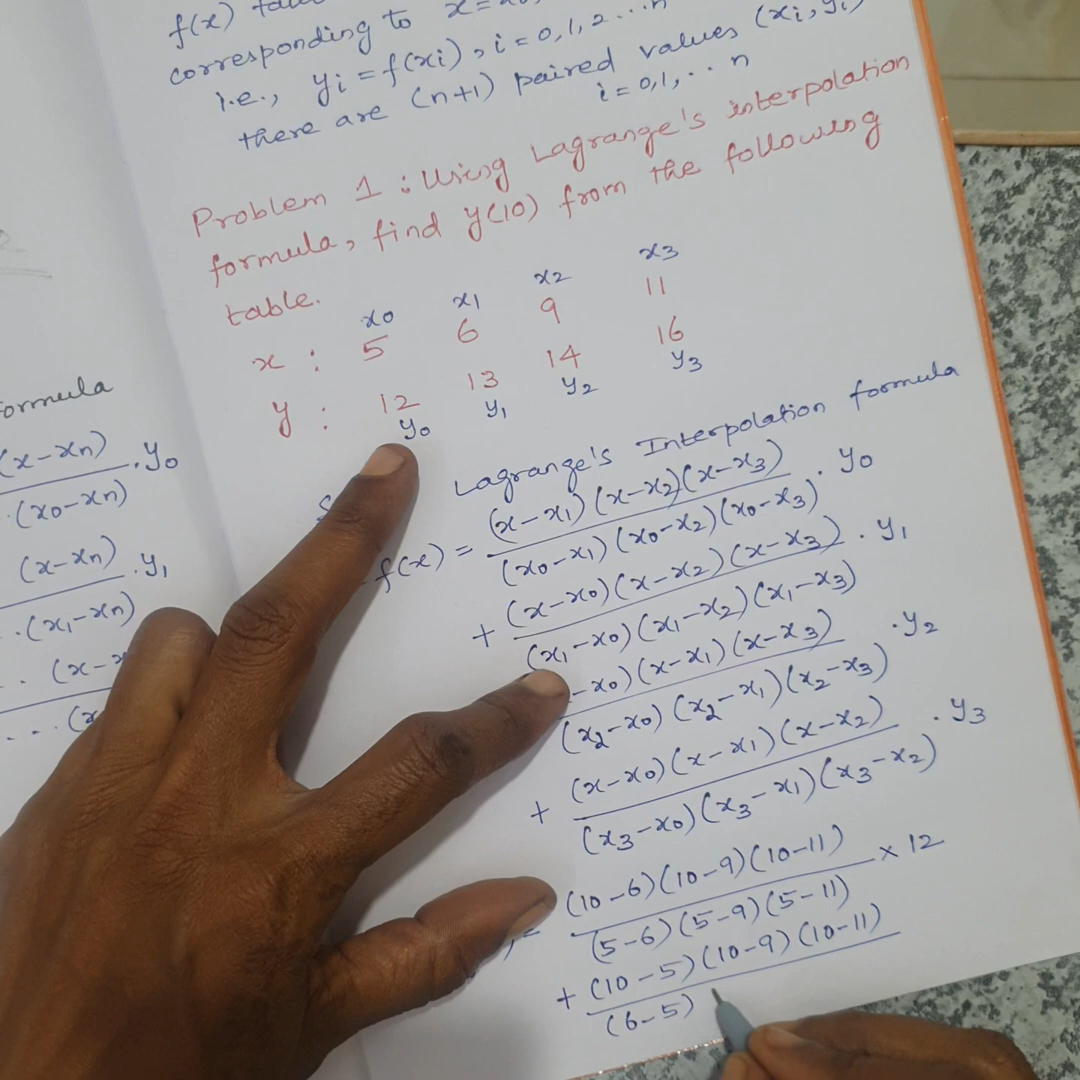 f(x)
corresponding to x=
i.e., yi = f(xi), i = 0, 1, 2 ... n
there are (n+1) paired values (xi, yi)
i = 0, 1, .. n
Problem 1 : Using Lagrange's interpolation
formula, find y(10) from the following
table.
x0 x1 x2 x3
x : 5 6 9 11
y : 12 13 14 16
y0 y1 y2 y3
Lagrange's Interpolation formula
f(x) = (x-x1)(x-x2)(x-x3) . y0
(x0-x1)(x0-x2)(x0-x3)
+ (x-x0)(x-x2)(x-x3) . y1
(x1-x0)(x1-x2)(x1-x3)
-x0)(x-x1)(x-x3) . y2
(x2-x0)(x2-x1)(x2-x3)
+ (x-x0)(x-x1)(x-x2) . y3
(x3-x0)(x3-x1)(x3-x2)
= (10-6)(10-9)(10-11) × 12
(5-6)(5-9)(5-11)
+ (10-5)(10-9)(10-11)
(6-5)
ormula
(x-xn) . y0
.(x0-xn)
(x-xn) . y1
..(x1-xn)
.. (x-x
... (x